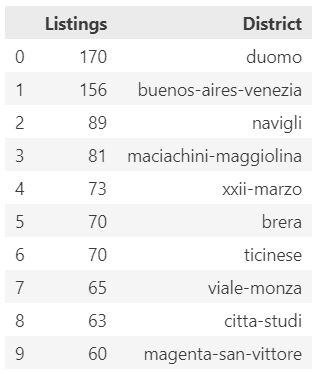 Listings District
0 170 duomo
1 156 buenos-aires-venezia
2 89 navigli
3 81 maciachini-maggiolina
4 73 xxii-marzo
5 70 brera
6 70 ticinese
7 65 viale-monza
8 63 citta-studi
9 60 magenta-san-vittore